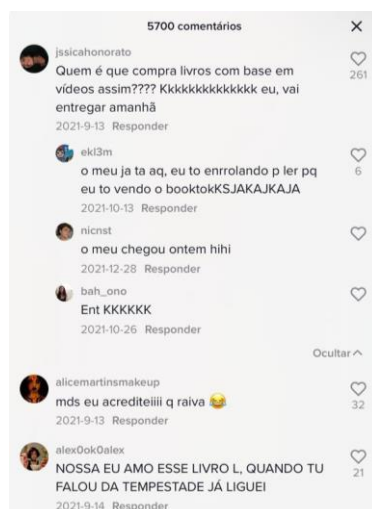 5700 comentários
jssicahonorato
Quem é que compra livros com base em
vídeos assim???? Kkkkkkkkkkkkkk eu, vai
entregar amanhã
261
2021-9-13 Responder
ekl3m
o meu ja ta aq, eu to enrrolando p ler pq
eu to vendo o booktokKSJAKAJKAJA
6
2021-10-13 Responder
nicnst
o meu chegou ontem hihi
2021-12-28 Responder
bah_ono
Ent KKKKKK
2021-10-26 Responder
Ocultar
alicemartinsmakeup
mds eu acrediteiiii q raiva 😂
32
2021-9-13 Responder
alex0ok0alex
NOSSA EU AMO ESSE LIVRO L, QUANDO TU
FALOU DA TEMPESTADE JÁ LIGUEI
21
2021-9-14 Responder